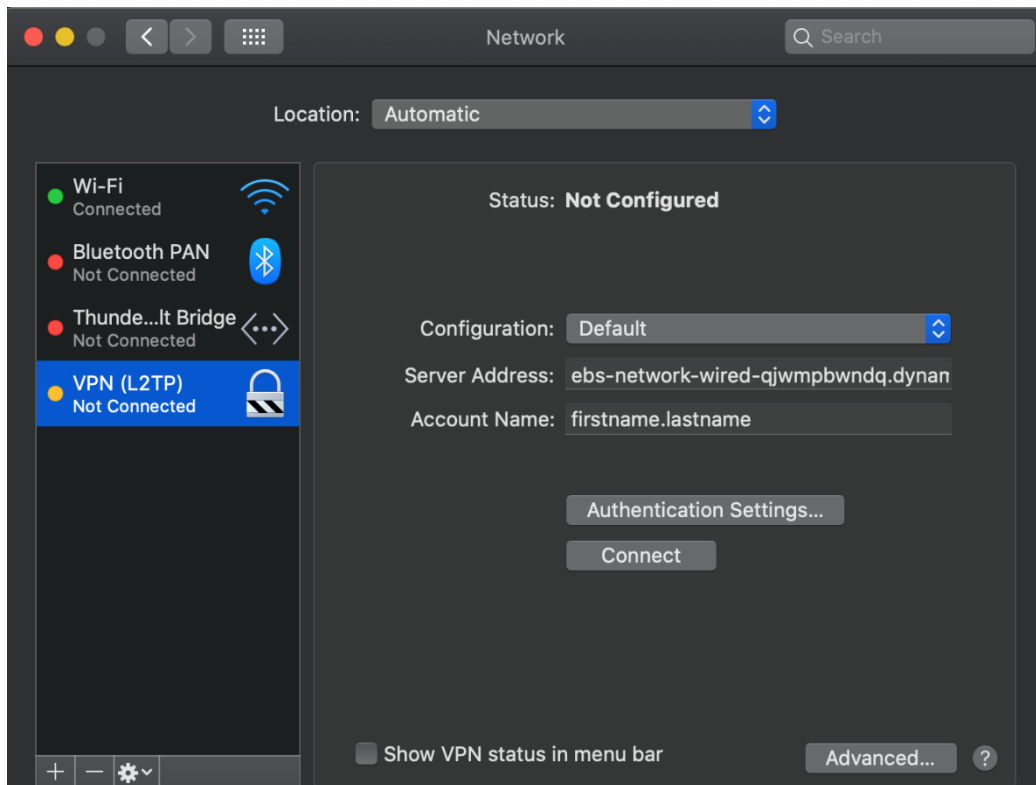 Network
Search
Location: Automatic
Wi-Fi
Connected
Bluetooth PAN
Not Connected
Thunde...lt Bridge
Not Connected
VPN (L2TP)
Not Connected
Status: Not Configured
Configuration: Default
Server Address: ebs-network-wired-qjwmpbwndq.dynam
Account Name: firstname.lastname
Authentication Settings...
Connect
Show VPN status in menu bar
Advanced... ?